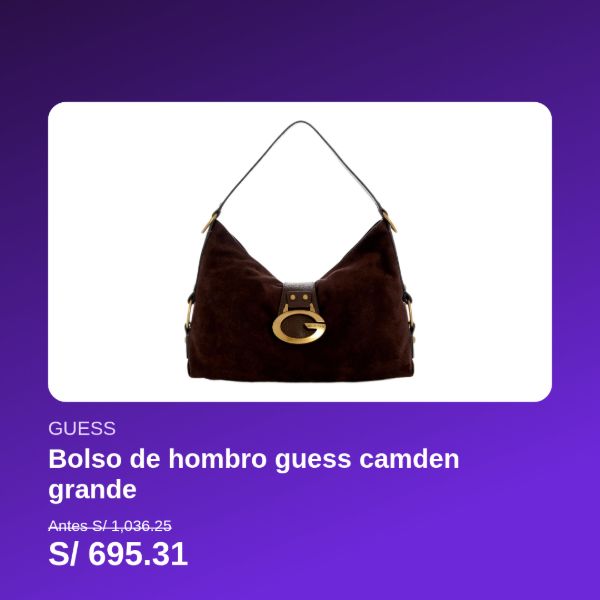 GUESS
Bolso de hombro guess camden
grande
Antes S/ 1,036.25
S/ 695.31